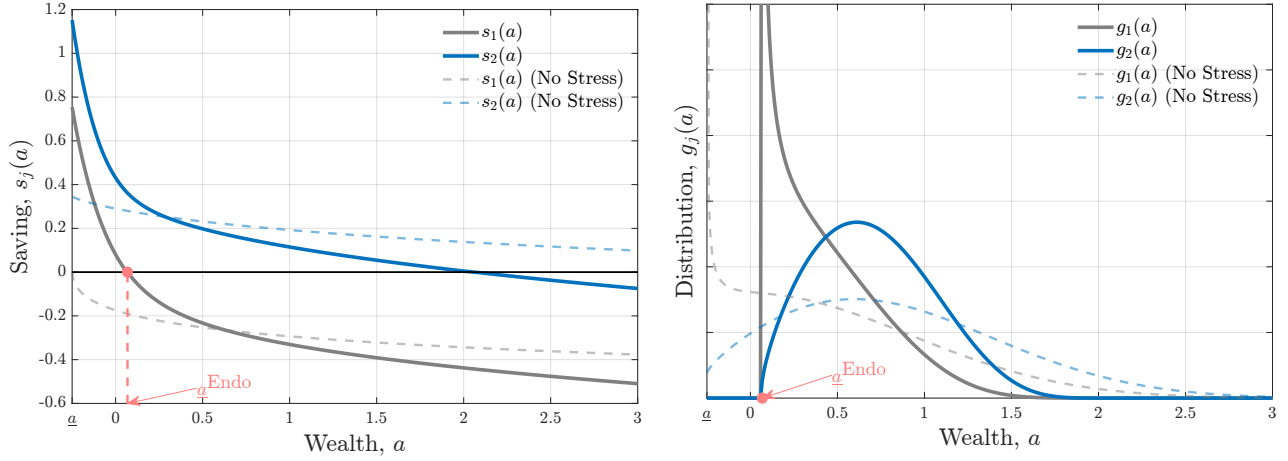 1.2
1
0.8
0.6
0.4
0.2
0
-0.2
-0.4
-0.6
Saving, s_j(a)
s_1(a)
s_2(a)
s_1(a) (No Stress)
s_2(a) (No Stress)
a̲^Endo
a̲ 0 0.5 1 1.5 2 2.5 3
Wealth, a
Distribution, g_j(a)
g_1(a)
g_2(a)
g_1(a) (No Stress)
g_2(a) (No Stress)
a̲^Endo
a̲ 0 0.5 1 1.5 2 2.5 3
Wealth, a